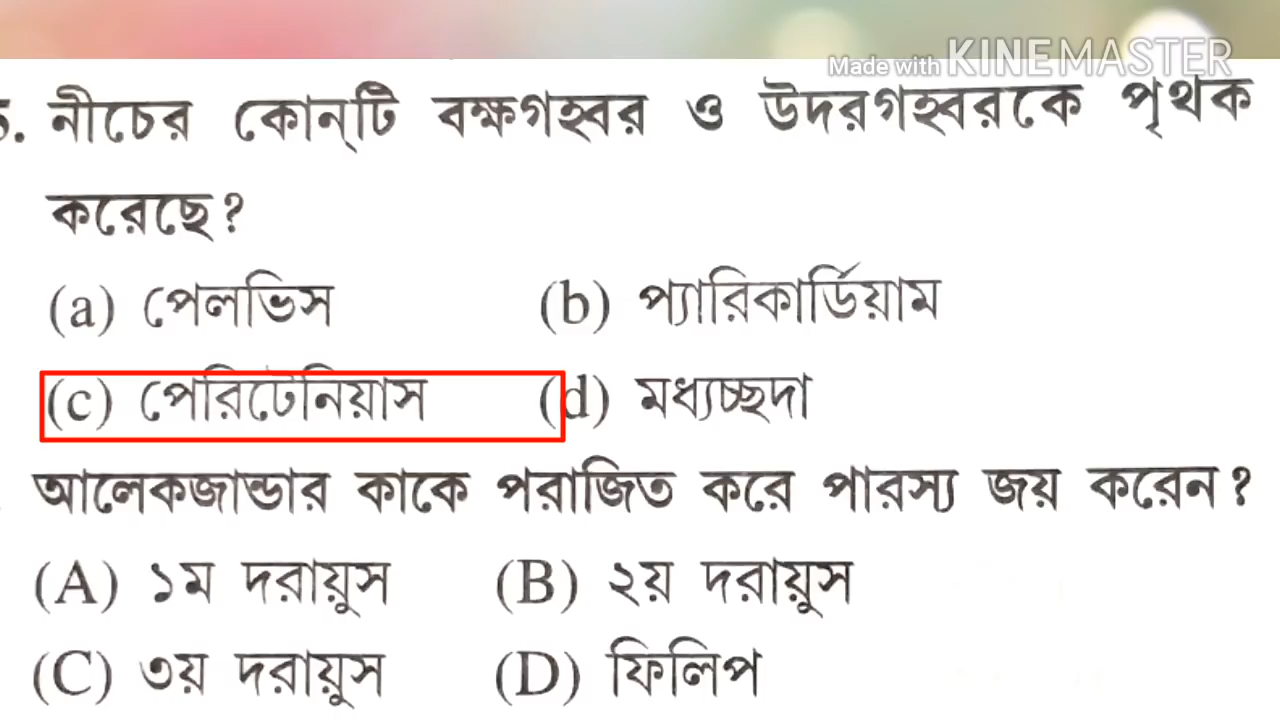 Made with KINEMASTER
. নীচের কোন্‌টি বক্ষগহ্বর ও উদরগহ্বরকে পৃথক
করেছে?
(a) পেলভিস (b) প্যারিকার্ডিয়াম
(c) পেরিটেনিয়াস (d) মধ্যচ্ছদা
আলেকজান্ডার কাকে পরাজিত করে পারস্য জয় করেন?
(A) ১ম দরায়ুস (B) ২য় দরায়ুস
(C) ৩য় দরায়ুস (D) ফিলিপ